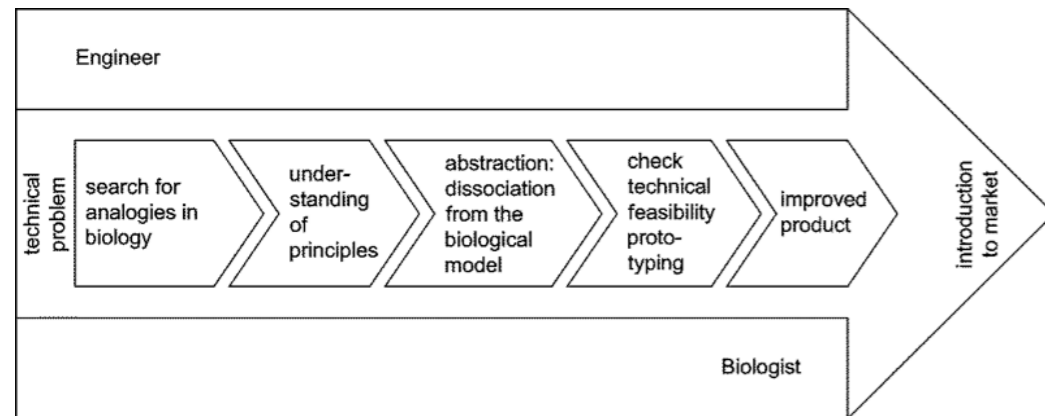 Engineer
technical
problem
search for
analogies in
biology
under-
standing
of
principles
abstraction:
dissociation
from the
biological
model
check
technical
feasibility
proto-
typing
improved
product
introduction
to market
Biologist